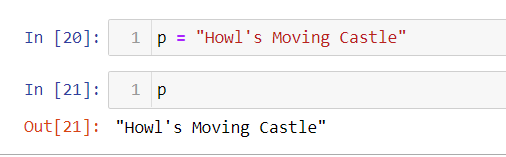 In [20]: 1 p = "Howl's Moving Castle"
In [21]: 1 p
Out[21]: "Howl's Moving Castle"